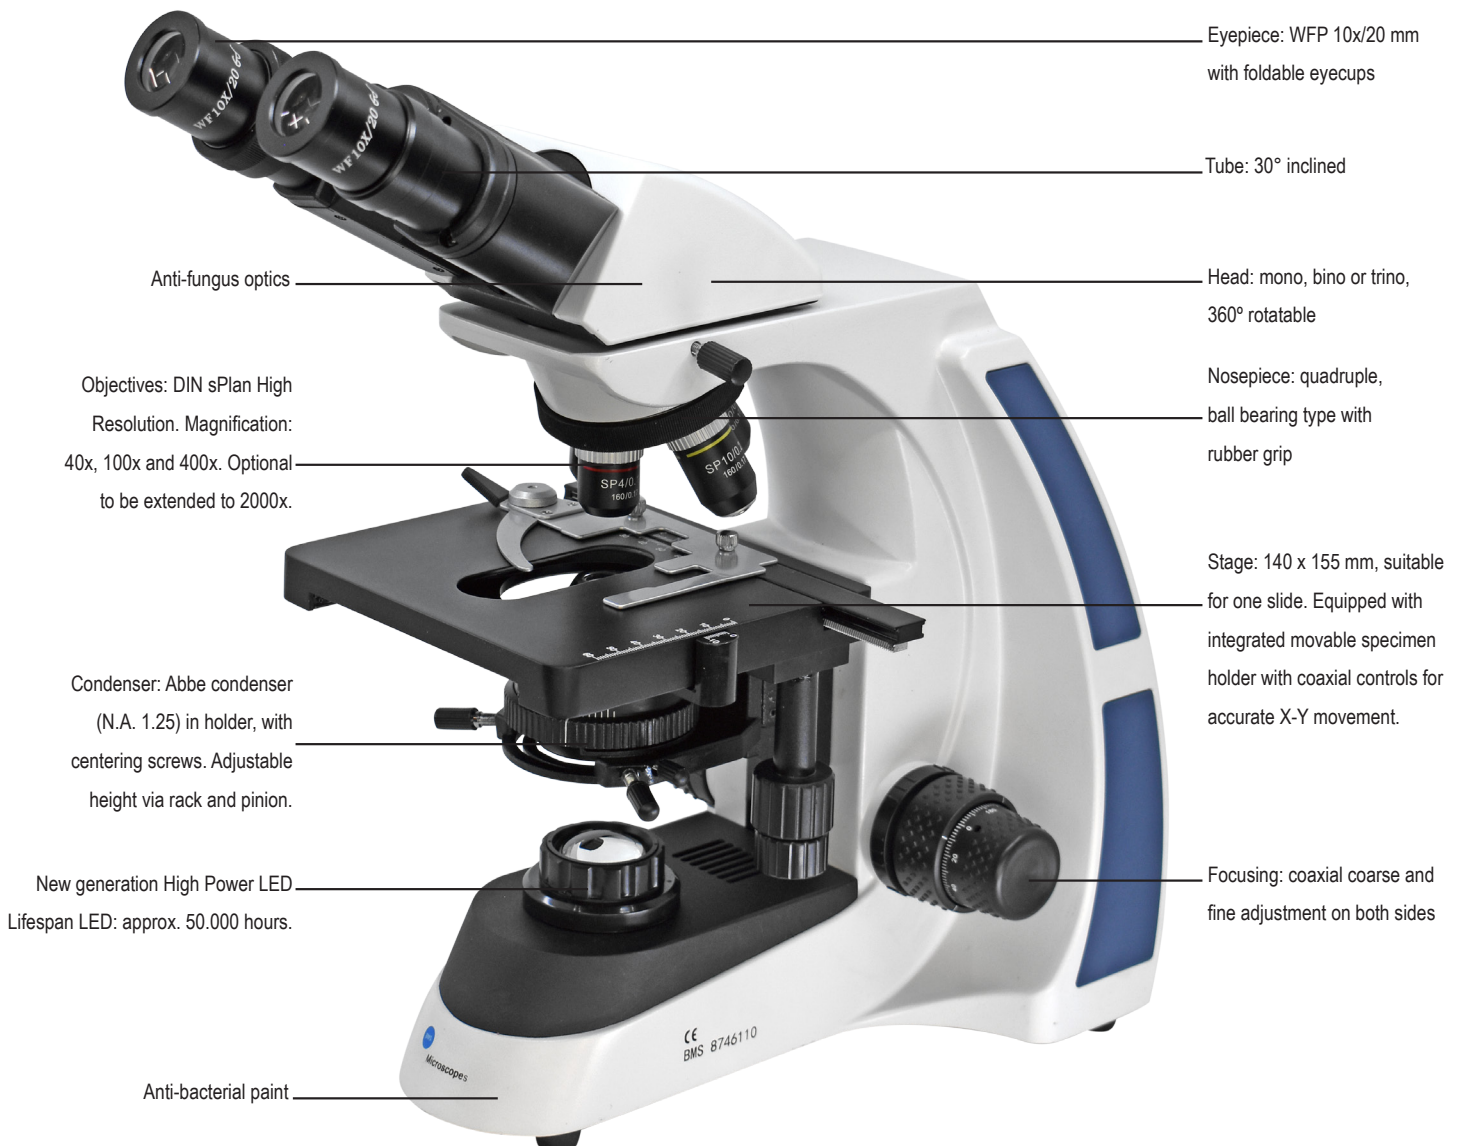 Eyepiece: WFP 10x/20 mm
with foldable eyecups
Tube: 30° inclined
Anti-fungus optics
Head: mono, bino or trino,
360º rotatable
Objectives: DIN sPlan High
Resolution. Magnification:
40x, 100x and 400x. Optional
to be extended to 2000x.
Nosepiece: quadruple,
ball bearing type with
rubber grip
Stage: 140 x 155 mm, suitable
for one slide. Equipped with
integrated movable specimen
holder with coaxial controls for
accurate X-Y movement.
Condenser: Abbe condenser
(N.A. 1.25) in holder, with
centering screws. Adjustable
height via rack and pinion.
New generation High Power LED
Lifespan LED: approx. 50.000 hours.
Focusing: coaxial coarse and
fine adjustment on both sides
Anti-bacterial paint
WF10X/20
WF10X/20
SP10/0.
160/0.17
SP4/0.
160/0.17
CE
BMS 8746110
Microscopes